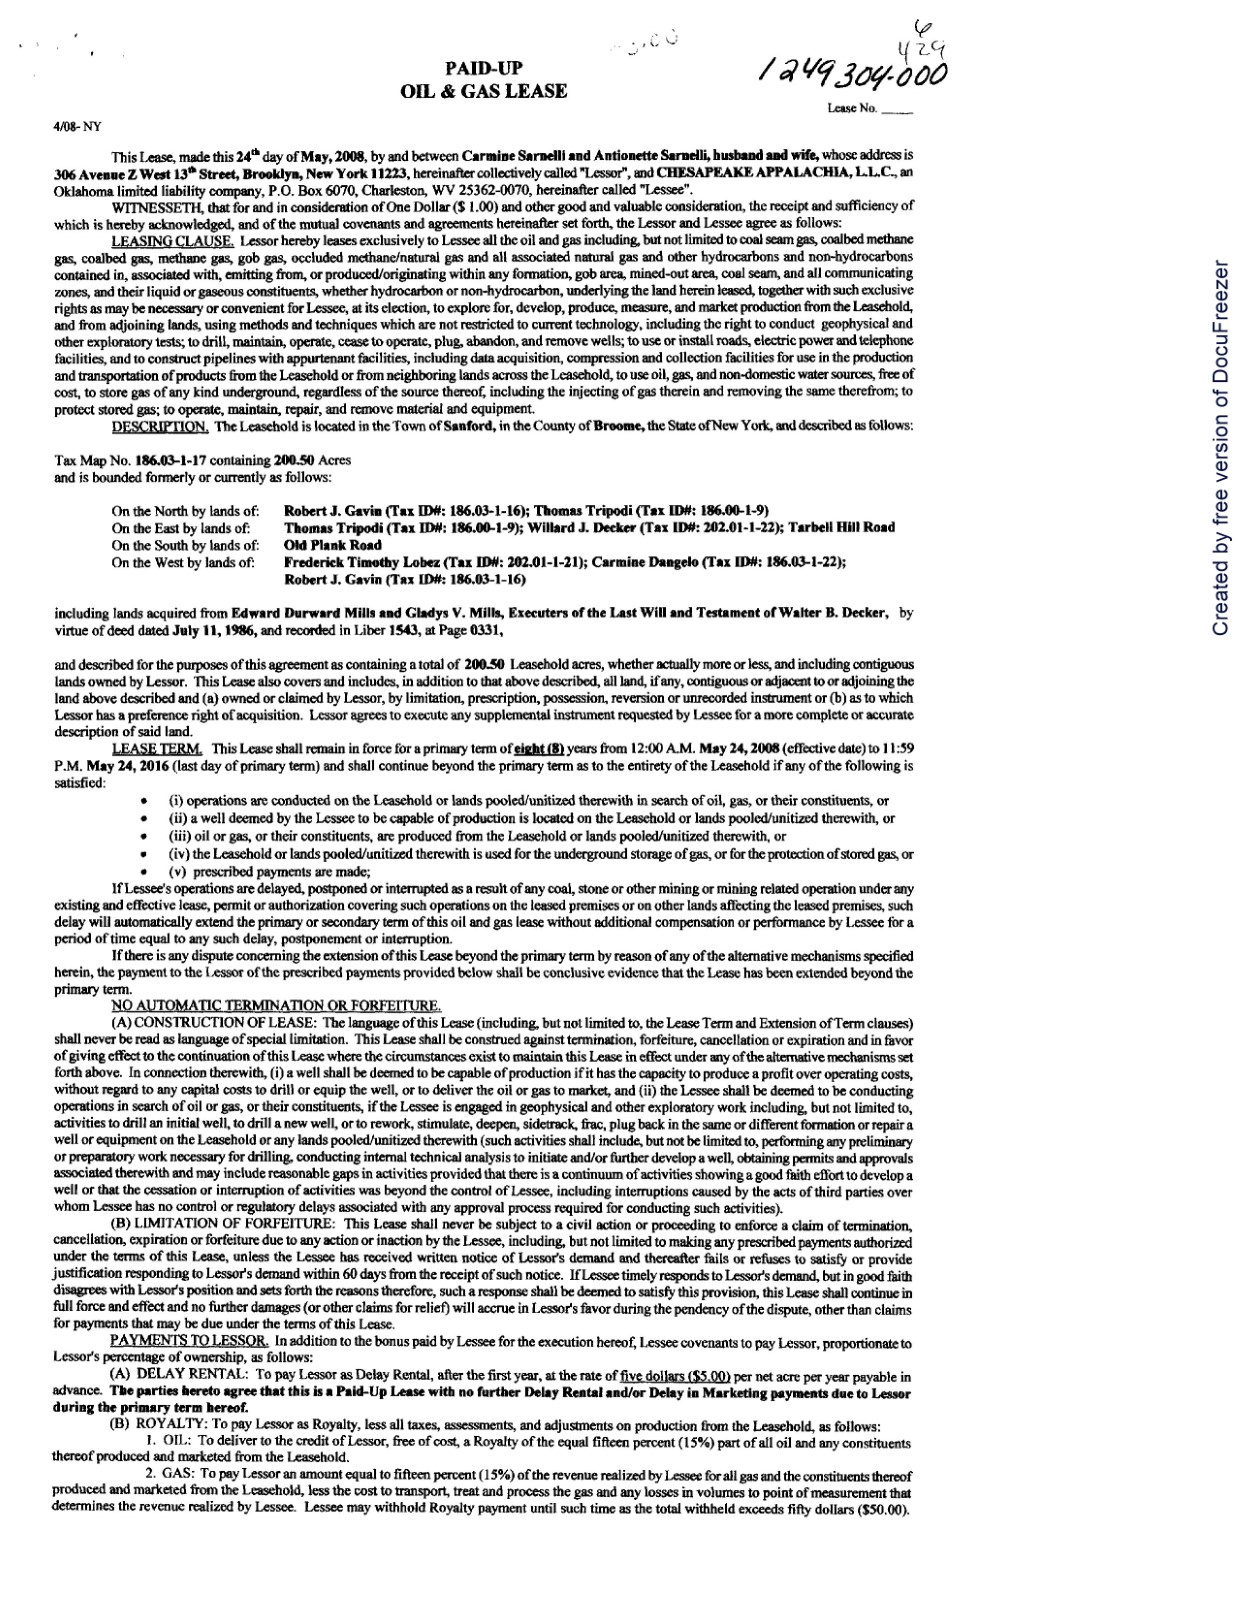 6
429
1249304-000
PAID-UP
OIL & GAS LEASE
Lease No. ____
4/08- NY
This Lease, made this 24th day of May, 2008, by and between Carmine Sarnelli and Antionette Sarnelli, husband and wife, whose address is
306 Avenue Z West 13th Street, Brooklyn, New York 11223, hereinafter collectively called "Lessor", and CHESAPEAKE APPALACHIA, L.L.C., an
Oklahoma limited liability company, P.O. Box 6070, Charleston, WV 25362-0070, hereinafter called "Lessee".
WITNESSETH, that for and in consideration of One Dollar ($ 1.00) and other good and valuable consideration, the receipt and sufficiency of
which is hereby acknowledged, and of the mutual covenants and agreements hereinafter set forth, the Lessor and Lessee agree as follows:
LEASING CLAUSE. Lessor hereby leases exclusively to Lessee all the oil and gas including, but not limited to coal seam gas, coalbed methane
gas, coalbed gas, methane gas, gob gas, occluded methane/natural gas and all associated natural gas and other hydrocarbons and non-hydrocarbons
contained in, associated with, emitting from, or produced/originating within any formation, gob area, mined-out area, coal seam, and all communicating
zones, and their liquid or gaseous constituents, whether hydrocarbon or non-hydrocarbon, underlying the land herein leased, together with such exclusive
rights as may be necessary or convenient for Lessee, at its election, to explore for, develop, produce, measure, and market production from the Leasehold,
and from adjoining lands, using methods and techniques which are not restricted to current technology, including the right to conduct geophysical and
other exploratory tests; to drill, maintain, operate, cease to operate, plug, abandon, and remove wells; to use or install roads, electric power and telephone
facilities, and to construct pipelines with appurtenant facilities, including data acquisition, compression and collection facilities for use in the production
and transportation of products from the Leasehold or from neighboring lands across the Leasehold, to use oil, gas, and non-domestic water sources, free of
cost, to store gas of any kind underground, regardless of the source thereof, including the injecting of gas therein and removing the same therefrom; to
protect stored gas; to operate, maintain, repair, and remove material and equipment.
DESCRIPTION. The Leasehold is located in the Town of Sanford, in the County of Broome, the State of New York, and described as follows:
Tax Map No. 186.03-1-17 containing 200.50 Acres
and is bounded formerly or currently as follows:
On the North by lands of: Robert J. Gavin (Tax ID#: 186.03-1-16); Thomas Tripodi (Tax ID#: 186.00-1-9)
On the East by lands of: Thomas Tripodi (Tax ID#: 186.00-1-9); Willard J. Decker (Tax ID#: 202.01-1-22); Tarbell Hill Road
On the South by lands of: Old Plank Road
On the West by lands of: Frederick Timothy Lobez (Tax ID#: 202.01-1-21); Carmine Dangelo (Tax ID#: 186.03-1-22);
Robert J. Gavin (Tax ID#: 186.03-1-16)
including lands acquired from Edward Durward Mills and Gladys V. Mills, Executers of the Last Will and Testament of Walter B. Decker, by
virtue of deed dated July 11, 1986, and recorded in Liber 1543, at Page 0331,
and described for the purposes of this agreement as containing a total of 200.50 Leasehold acres, whether actually more or less, and including contiguous
lands owned by Lessor. This Lease also covers and includes, in addition to that above described, all land, if any, contiguous or adjacent to or adjoining the
land above described and (a) owned or claimed by Lessor, by limitation, prescription, possession, reversion or unrecorded instrument or (b) as to which
Lessor has a preference right of acquisition. Lessor agrees to execute any supplemental instrument requested by Lessee for a more complete or accurate
description of said land.
LEASE TERM. This Lease shall remain in force for a primary term of eight (8) years from 12:00 A.M. May 24, 2008 (effective date) to 11:59
P.M. May 24, 2016 (last day of primary term) and shall continue beyond the primary term as to the entirety of the Leasehold if any of the following is
satisfied:
• (i) operations are conducted on the Leasehold or lands pooled/unitized therewith in search of oil, gas, or their constituents, or
• (ii) a well deemed by the Lessee to be capable of production is located on the Leasehold or lands pooled/unitized therewith, or
• (iii) oil or gas, or their constituents, are produced from the Leasehold or lands pooled/unitized therewith, or
• (iv) the Leasehold or lands pooled/unitized therewith is used for the underground storage of gas, or for the protection of stored gas, or
• (v) prescribed payments are made;
If Lessee's operations are delayed, postponed or interrupted as a result of any coal, stone or other mining or mining related operation under any
existing and effective lease, permit or authorization covering such operations on the leased premises or on other lands affecting the leased premises, such
delay will automatically extend the primary or secondary term of this oil and gas lease without additional compensation or performance by Lessee for a
period of time equal to any such delay, postponement or interruption.
If there is any dispute concerning the extension of this Lease beyond the primary term by reason of any of the alternative mechanisms specified
herein, the payment to the Lessor of the prescribed payments provided below shall be conclusive evidence that the Lease has been extended beyond the
primary term.
NO AUTOMATIC TERMINATION OR FORFEITURE.
(A) CONSTRUCTION OF LEASE: The language of this Lease (including, but not limited to, the Lease Term and Extension of Term clauses)
shall never be read as language of special limitation. This Lease shall be construed against termination, forfeiture, cancellation or expiration and in favor
of giving effect to the continuation of this Lease where the circumstances exist to maintain this Lease in effect under any of the alternative mechanisms set
forth above. In connection therewith, (i) a well shall be deemed to be capable of production if it has the capacity to produce a profit over operating costs,
without regard to any capital costs to drill or equip the well, or to deliver the oil or gas to market, and (ii) the Lessee shall be deemed to be conducting
operations in search of oil or gas, or their constituents, if the Lessee is engaged in geophysical and other exploratory work including, but not limited to,
activities to drill an initial well, to drill a new well, or to rework, stimulate, deepen, sidetrack, frac, plug back in the same or different formation or repair a
well or equipment on the Leasehold or any lands pooled/unitized therewith (such activities shall include, but not be limited to, performing any preliminary
or preparatory work necessary for drilling, conducting internal technical analysis to initiate and/or further develop a well, obtaining permits and approvals
associated therewith and may include reasonable gaps in activities provided that there is a continuum of activities showing a good faith effort to develop a
well or that the cessation or interruption of activities was beyond the control of Lessee, including interruptions caused by the acts of third parties over
whom Lessee has no control or regulatory delays associated with any approval process required for conducting such activities).
(B) LIMITATION OF FORFEITURE: This Lease shall never be subject to a civil action or proceeding to enforce a claim of termination,
cancellation, expiration or forfeiture due to any action or inaction by the Lessee, including, but not limited to making any prescribed payments authorized
under the terms of this Lease, unless the Lessee has received written notice of Lessor's demand and thereafter fails or refuses to satisfy or provide
justification responding to Lessor's demand within 60 days from the receipt of such notice. If Lessee timely responds to Lessor's demand, but in good faith
disagrees with Lessor's position and sets forth the reasons therefore, such a response shall be deemed to satisfy this provision, this Lease shall continue in
full force and effect and no further damages (or other claims for relief) will accrue in Lessor's favor during the pendency of the dispute, other than claims
for payments that may be due under the terms of this Lease.
PAYMENTS TO LESSOR. In addition to the bonus paid by Lessee for the execution hereof, Lessee covenants to pay Lessor, proportionate to
Lessor's percentage of ownership, as follows:
(A) DELAY RENTAL: To pay Lessor as Delay Rental, after the first year, at the rate of five dollars ($5.00) per net acre per year payable in
advance. The parties hereto agree that this is a Paid-Up Lease with no further Delay Rental and/or Delay in Marketing payments due to Lessor
during the primary term hereof.
(B) ROYALTY: To pay Lessor as Royalty, less all taxes, assessments, and adjustments on production from the Leasehold, as follows:
1. OIL: To deliver to the credit of Lessor, free of cost, a Royalty of the equal fifteen percent (15%) part of all oil and any constituents
thereof produced and marketed from the Leasehold.
2. GAS: To pay Lessor an amount equal to fifteen percent (15%) of the revenue realized by Lessee for all gas and the constituents thereof
produced and marketed from the Leasehold, less the cost to transport, treat and process the gas and any losses in volumes to point of measurement that
determines the revenue realized by Lessee. Lessee may withhold Royalty payment until such time as the total withheld exceeds fifty dollars ($50.00).
Created by free version of DocuFreezer